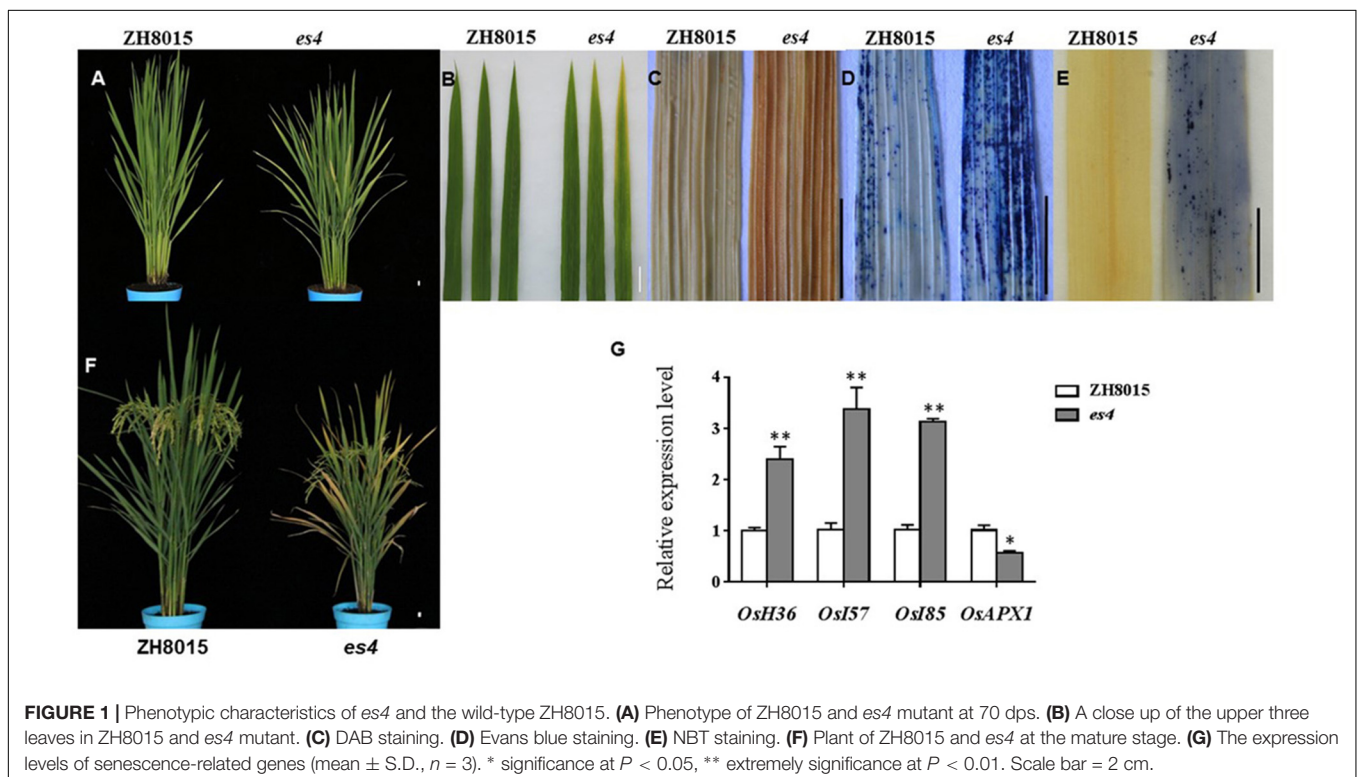 ZH8015 es4 ZH8015 es4 ZH8015 es4 ZH8015 es4 ZH8015 es4
A B C D E
F
ZH8015 es4
G
Relative expression level
4
3
2
1
0
** ** ** *
ZH8015
es4
OsH36 OsI57 OsI85 OsAPX1
FIGURE 1 | Phenotypic characteristics of es4 and the wild-type ZH8015. (A) Phenotype of ZH8015 and es4 mutant at 70 dps. (B) A close up of the upper three
leaves in ZH8015 and es4 mutant. (C) DAB staining. (D) Evans blue staining. (E) NBT staining. (F) Plant of ZH8015 and es4 at the mature stage. (G) The expression
levels of senescence-related genes (mean ± S.D., n = 3). * significance at P < 0.05, ** extremely significance at P < 0.01. Scale bar = 2 cm.